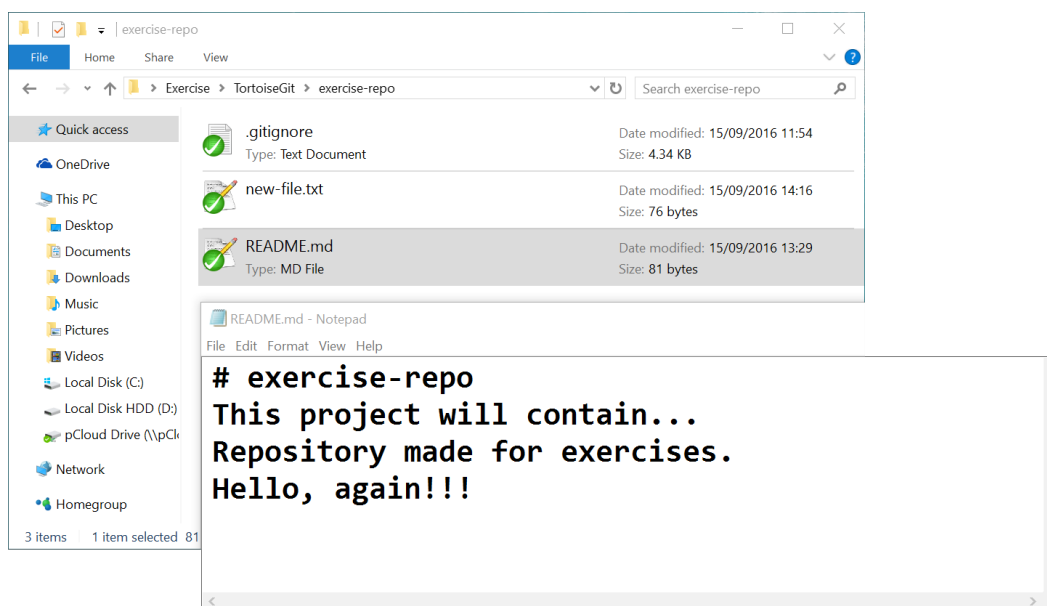 exercise-repo
File Home Share View
Exercise TortoiseGit exercise-repo Search exercise-repo
Quick access
OneDrive
This PC
Desktop
Documents
Downloads
Music
Pictures
Videos
Local Disk (C:)
Local Disk HDD (D:)
pCloud Drive (\\pClo
Network
Homegroup
.gitignore Date modified: 15/09/2016 11:54
Type: Text Document Size: 4.34 KB
new-file.txt Date modified: 15/09/2016 14:16
Size: 76 bytes
README.md Date modified: 15/09/2016 13:29
Type: MD File Size: 81 bytes
3 items 1 item selected 81
README.md - Notepad
File Edit Format View Help
# exercise-repo
This project will contain...
Repository made for exercises.
Hello, again!!!